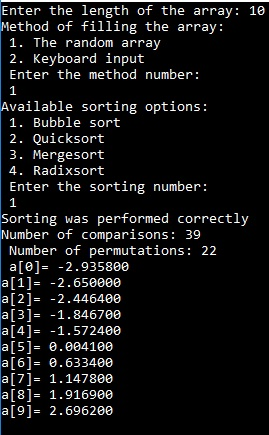 Enter the length of the array: 10
Method of filling the array:
1. The random array
2. Keyboard input
Enter the method number:
1
Available sorting options:
1. Bubble sort
2. Quicksort
3. Mergesort
4. Radixsort
Enter the sorting number:
1
Sorting was performed correctly
Number of comparisons: 39
Number of permutations: 22
a[0]= -2.935800
a[1]= -2.650000
a[2]= -2.446400
a[3]= -1.846700
a[4]= -1.572400
a[5]= 0.004100
a[6]= 0.633400
a[7]= 1.147800
a[8]= 1.916900
a[9]= 2.696200